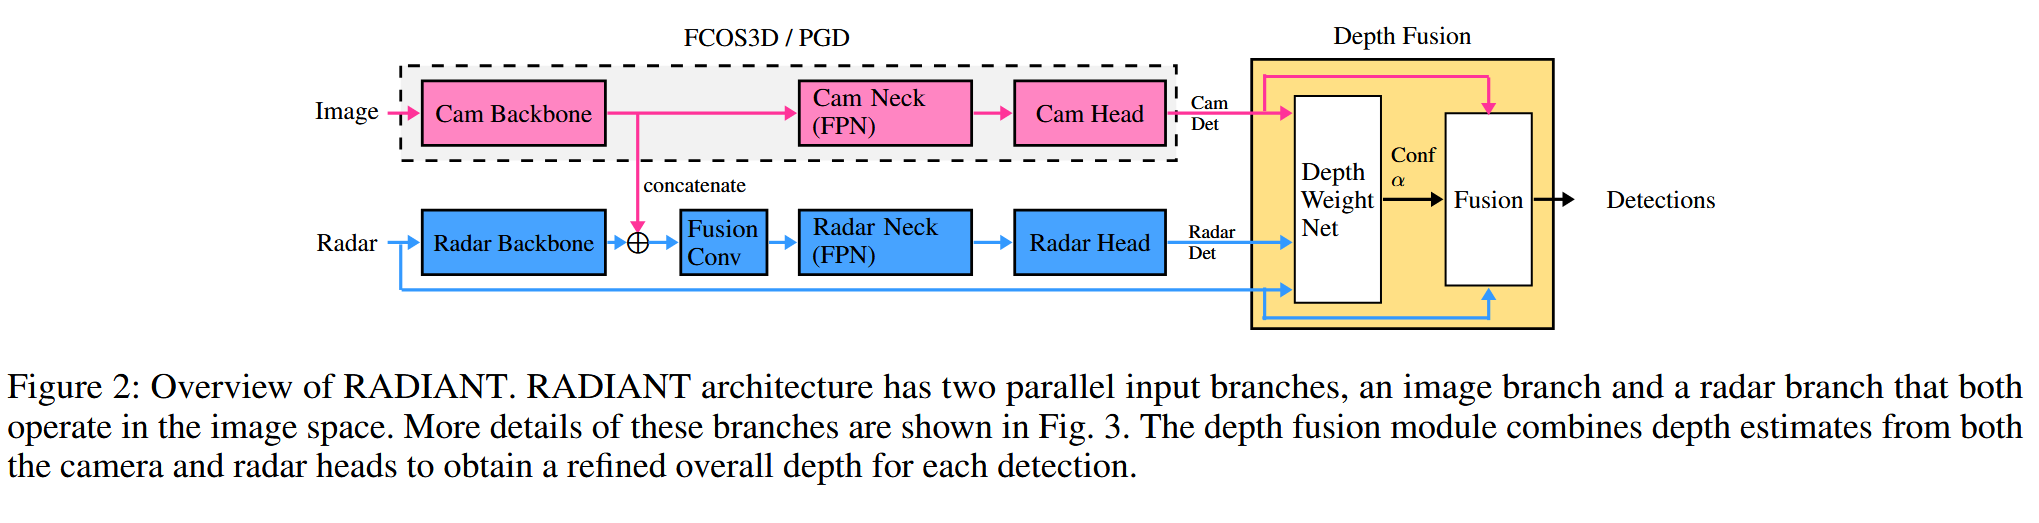 FCOS3D / PGD
Depth Fusion
Image
Cam Backbone
Cam Neck
(FPN)
Cam Head
Cam
Det
concatenate
Radar
Radar Backbone
Fusion
Conv
Radar Neck
(FPN)
Radar Head
Radar
Det
Depth
Weight
Net
Conf
α
Fusion
Detections
Figure 2: Overview of RADIANT. RADIANT architecture has two parallel input branches, an image branch and a radar branch that both
operate in the image space. More details of these branches are shown in Fig. 3. The depth fusion module combines depth estimates from both
the camera and radar heads to obtain a refined overall depth for each detection.